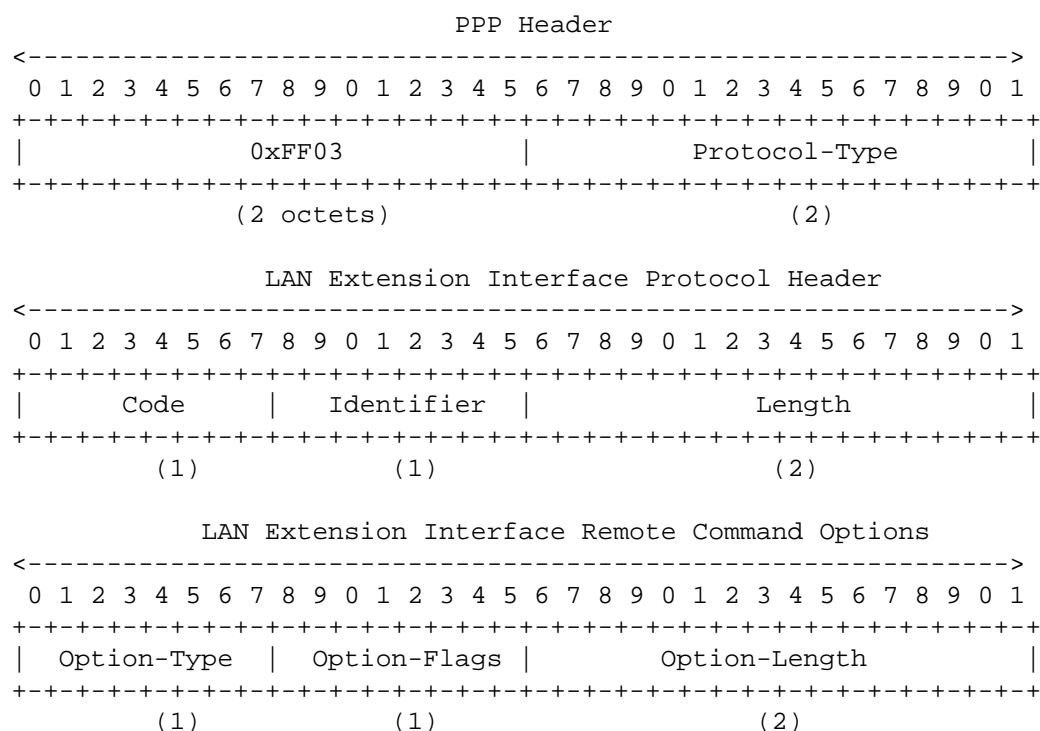 PPP Header
<-------------------------------------------------------------->
 0 1 2 3 4 5 6 7 8 9 0 1 2 3 4 5 6 7 8 9 0 1 2 3 4 5 6 7 8 9 0 1
+-+-+-+-+-+-+-+-+-+-+-+-+-+-+-+-+-+-+-+-+-+-+-+-+-+-+-+-+-+-+-+-+
|              0xFF03           |          Protocol-Type        |
+-+-+-+-+-+-+-+-+-+-+-+-+-+-+-+-+-+-+-+-+-+-+-+-+-+-+-+-+-+-+-+-+
              (2 octets)                         (2)
                LAN Extension Interface Protocol Header
<-------------------------------------------------------------->
 0 1 2 3 4 5 6 7 8 9 0 1 2 3 4 5 6 7 8 9 0 1 2 3 4 5 6 7 8 9 0 1
+-+-+-+-+-+-+-+-+-+-+-+-+-+-+-+-+-+-+-+-+-+-+-+-+-+-+-+-+-+-+-+-+
|      Code     |   Identifier  |              Length           |
+-+-+-+-+-+-+-+-+-+-+-+-+-+-+-+-+-+-+-+-+-+-+-+-+-+-+-+-+-+-+-+-+
         (1)             (1)                    (2)
            LAN Extension Interface Remote Command Options
<-------------------------------------------------------------->
 0 1 2 3 4 5 6 7 8 9 0 1 2 3 4 5 6 7 8 9 0 1 2 3 4 5 6 7 8 9 0 1
+-+-+-+-+-+-+-+-+-+-+-+-+-+-+-+-+-+-+-+-+-+-+-+-+-+-+-+-+-+-+-+-+
|  Option-Type  |  Option-Flags |        Option-Length          |
+-+-+-+-+-+-+-+-+-+-+-+-+-+-+-+-+-+-+-+-+-+-+-+-+-+-+-+-+-+-+-+-+
         (1)             (1)                   (2)